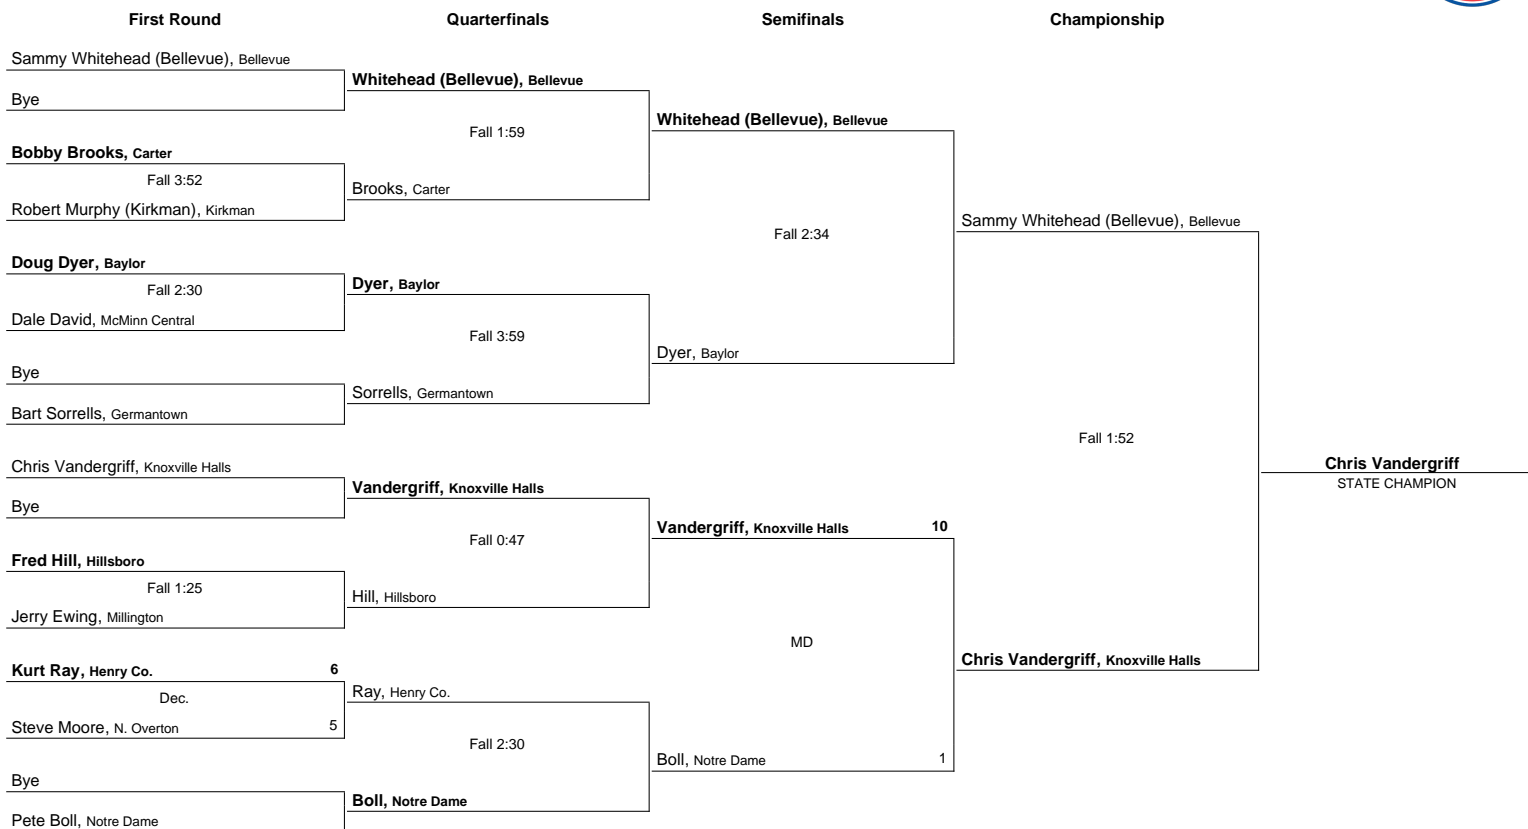 First Round
Quarterfinals
Semifinals
Championship
Sammy Whitehead (Bellevue), Bellevue
Bye
Bobby Brooks, Carter
Fall 3:52
Robert Murphy (Kirkman), Kirkman
Doug Dyer, Baylor
Fall 2:30
Dale David, McMinn Central
Bye
Bart Sorrells, Germantown
Chris Vandergriff, Knoxville Halls
Bye
Fred Hill, Hillsboro
Fall 1:25
Jerry Ewing, Millington
Kurt Ray, Henry Co. 6
Dec.
Steve Moore, N. Overton 5
Bye
Pete Boll, Notre Dame
Whitehead (Bellevue), Bellevue
Fall 1:59
Brooks, Carter
Dyer, Baylor
Fall 3:59
Sorrells, Germantown
Vandergriff, Knoxville Halls
Fall 0:47
Hill, Hillsboro
Ray, Henry Co.
Fall 2:30
Boll, Notre Dame
Whitehead (Bellevue), Bellevue
Fall 2:34
Dyer, Baylor
Vandergriff, Knoxville Halls 10
MD
Boll, Notre Dame 1
Sammy Whitehead (Bellevue), Bellevue
Fall 1:52
Chris Vandergriff, Knoxville Halls
Chris Vandergriff
STATE CHAMPION